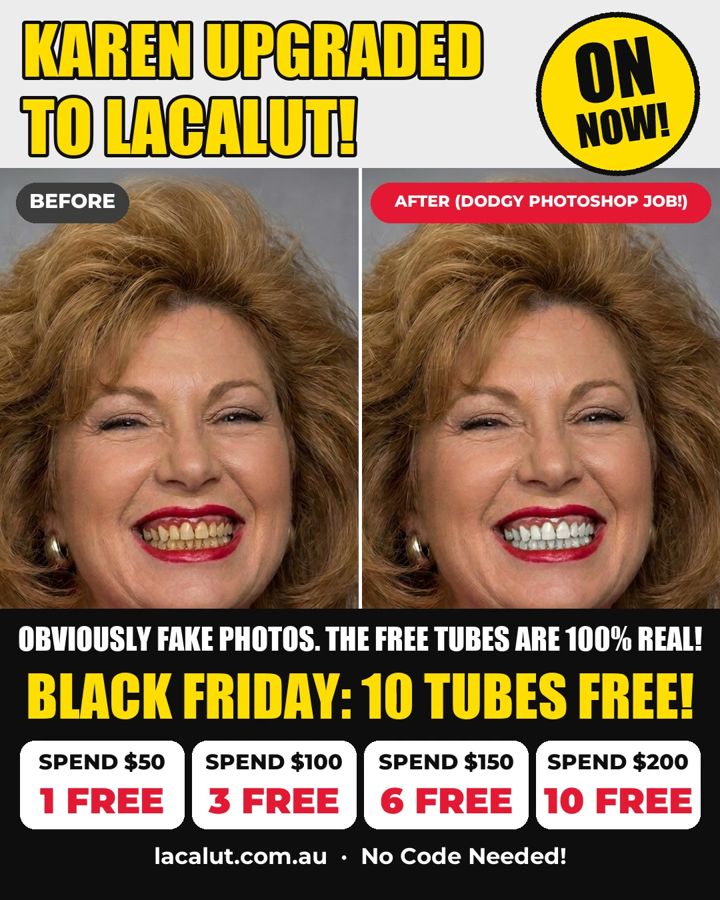 KAREN UPGRADED
TO LACALUT!
ON
NOW!
BEFORE
AFTER (DODGY PHOTOSHOP JOB!)
OBVIOUSLY FAKE PHOTOS. THE FREE TUBES ARE 100% REAL!
BLACK FRIDAY: 10 TUBES FREE!
SPEND $50
1 FREE
SPEND $100
3 FREE
SPEND $150
6 FREE
SPEND $200
10 FREE
lacalut.com.au · No Code Needed!